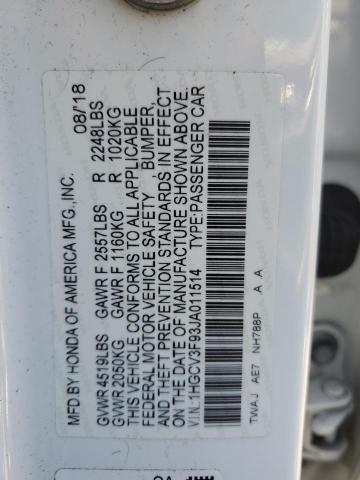 MFD BY HONDA OF AMERICA MFG.,INC. 08/18
GVWR 4519LBS GAWR F 2557LBS R 2248LBS
GVWR 2050KG GAWR F 1160KG R 1020KG
THIS VEHICLE CONFORMS TO ALL APPLICABLE
FEDERAL MOTOR VEHICLE SAFETY BUMPER,
AND THEFT PREVENTION STANDARDS IN EFFECT
ON THE DATE OF MANUFACTURE SHOWN ABOVE.
V.I.N.:1HGCV3F93JA011514 TYPE:PASSENGER CAR
TWAJ AE7 NH788P A A